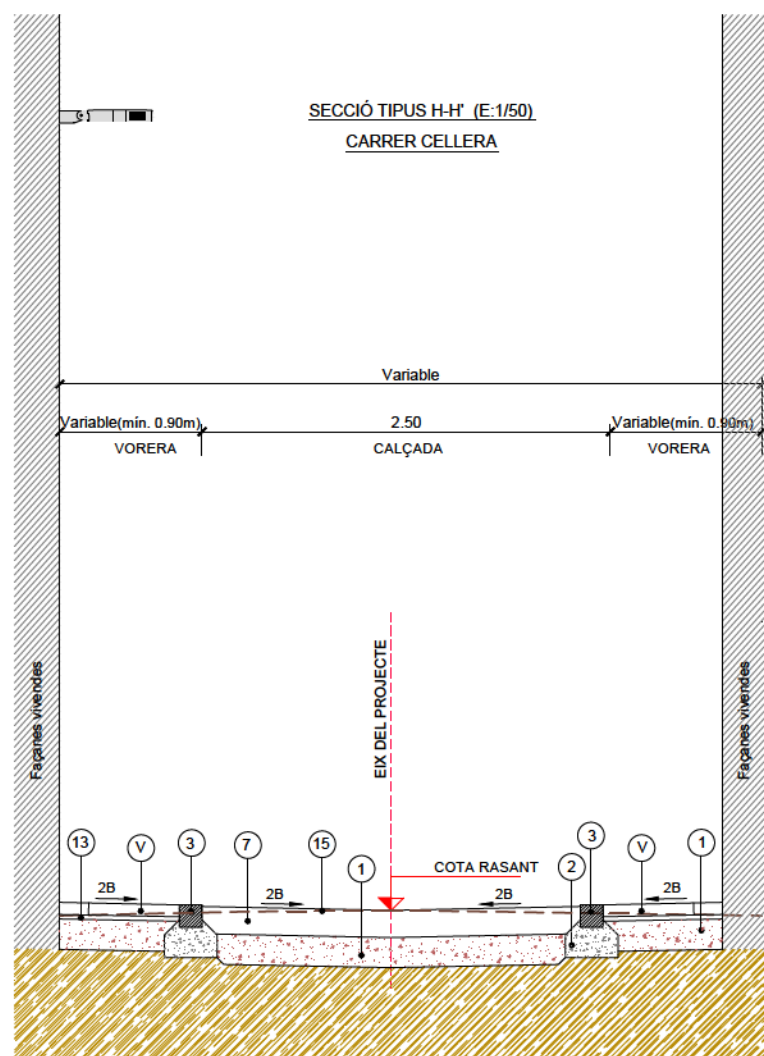 SECCIÓ TIPUS H-H' (E:1/50)
CARRER CELLERA
Variable
Variable(mín. 0.90m)
2.50
Variable(mín. 0.90m)
VORERA
CALÇADA
VORERA
Façanes vivendes
EIX DEL PROJECTE
Façanes vivendes
13
V
3
7
15
1
COTA RASANT
2
3
V
1
2B
2B
2B
2B